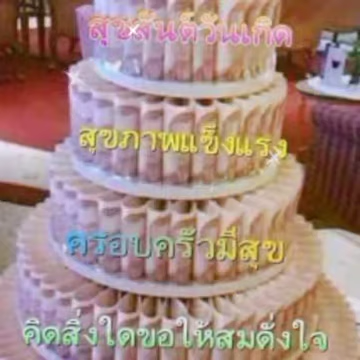 สุขสันต์วันเกิด
สุขภาพแข็งแรง
ครอบครัวมีสุข
คิดสิ่งใดขอให้สมดั่งใจ